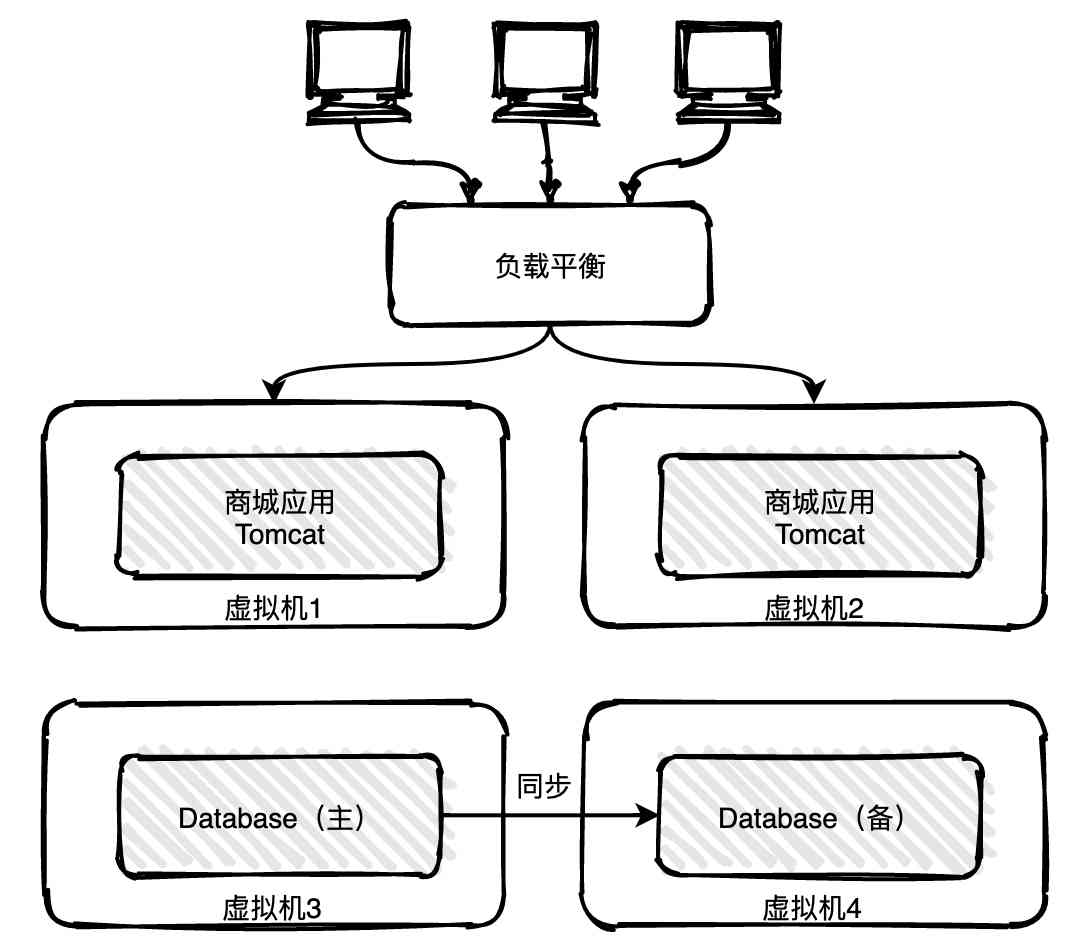 负载平衡
商城应用
Tomcat
虚拟机1
商城应用
Tomcat
虚拟机2
Database（主）
虚拟机3
同步
Database（备）
虚拟机4